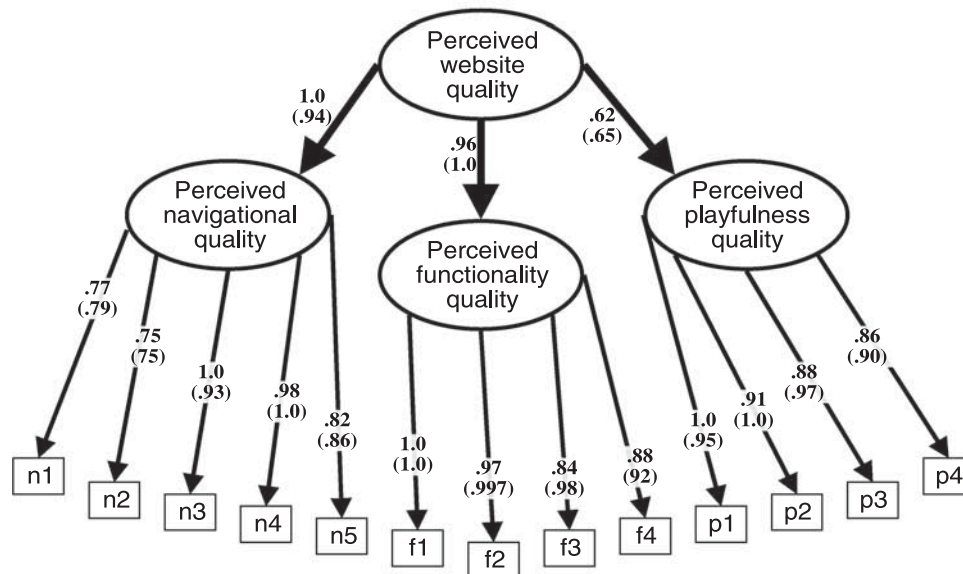 Perceived
website
quality
1.0
(.94)
.96
(1.0
.62
(.65)
Perceived
navigational
quality
Perceived
functionality
quality
Perceived
playfulness
quality
.77
(.79)
.75
(75)
1.0
(.93)
.98
(1.0)
.82
(.86)
1.0
(1.0)
.97
(.997)
.84
(.98)
.88
(92)
1.0
(.95)
.91
(1.0)
.88
(.97)
.86
(.90)
n1
n2
n3
n4
n5
f1
f2
f3
f4
p1
p2
p3
p4